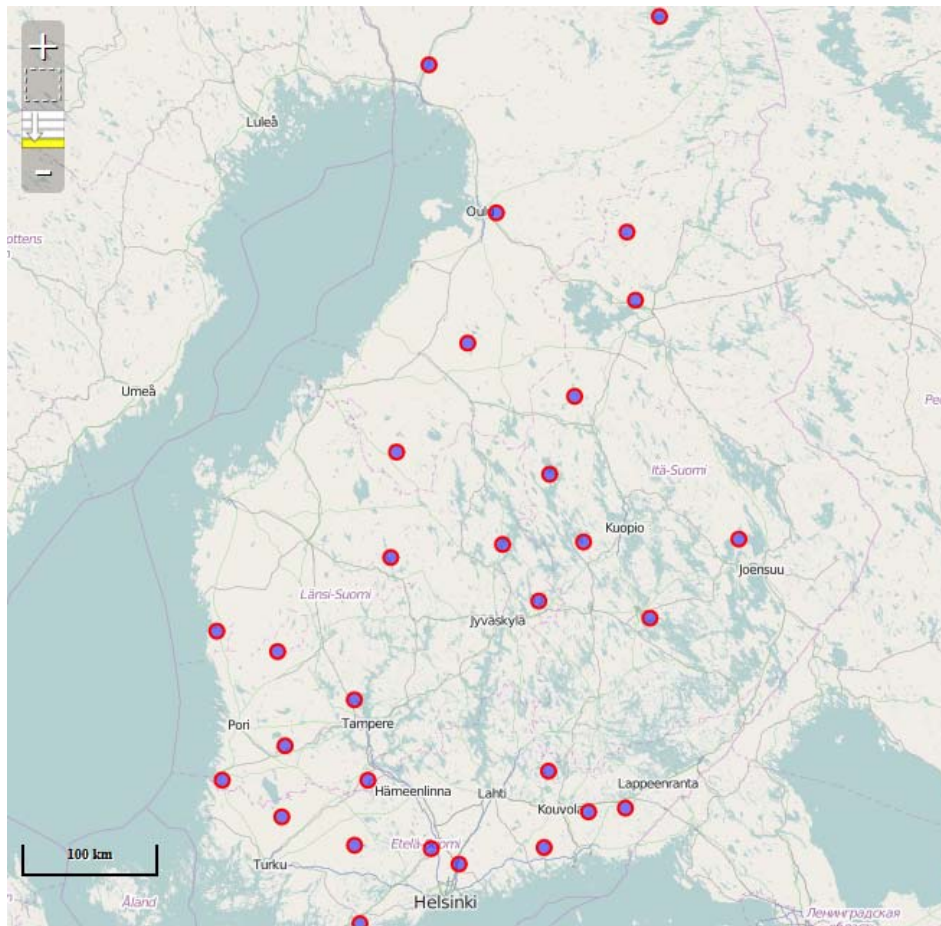 +
Luleå
-
Oulu
ottens
Umeå
Itä-Suomi
Kuopio
Joensuu
Länsi-Suomi
Jyväskylä
Pori
Tampere
Hämeenlinna
Lahti
Kouvola
Lappeenranta
Etelä-Suomi
100 km
Turku
Helsinki
Åland
Ленинградская
область